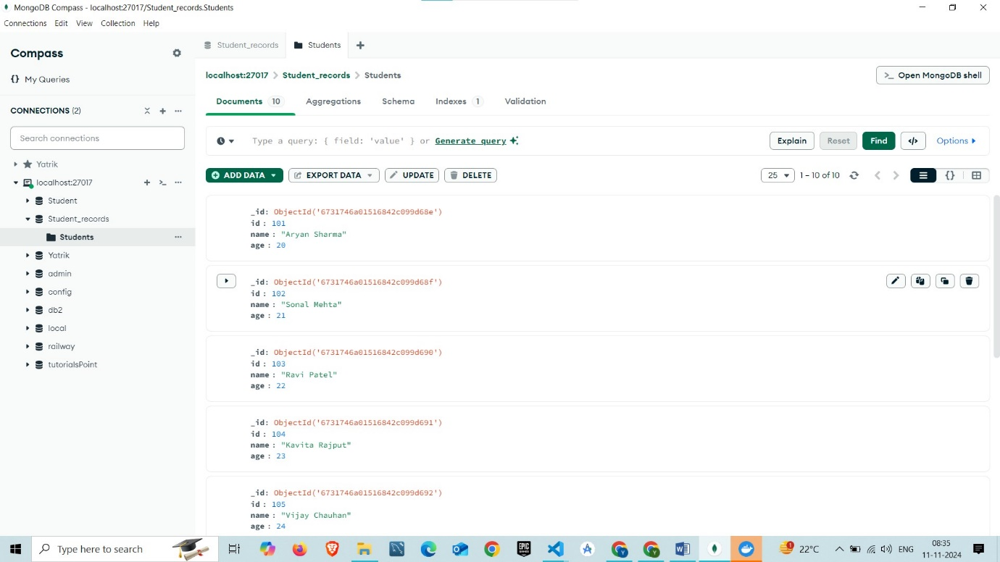 MongoDB Compass - localhost:27017/Student_records.Students
Connections Edit View Collection Help
Compass
{} My Queries
CONNECTIONS (2)
Search connections
Yatrik
localhost:27017
Student
Student_records
Students
Yatrik
admin
config
db2
local
railway
tutorialsPoint
Student_records Students
localhost:27017 > Student_records > Students
>_ Open MongoDB shell
Documents 10 Aggregations Schema Indexes 1 Validation
Type a query: { field: 'value' } or Generate query
Explain Reset Find </> Options
ADD DATA EXPORT DATA UPDATE DELETE
25 1 – 10 of 10 {}
_id: ObjectId('6731746a01516842c099d68e')
id : 101
name : "Aryan Sharma"
age : 20
_id: ObjectId('6731746a01516842c099d68f')
id : 102
name : "Sonal Mehta"
age : 21
_id: ObjectId('6731746a01516842c099d690')
id : 103
name : "Ravi Patel"
age : 22
_id: ObjectId('6731746a01516842c099d691')
id : 104
name : "Kavita Rajput"
age : 23
_id: ObjectId('6731746a01516842c099d692')
id : 105
name : "Vijay Chauhan"
age : 24
Type here to search
EPIC GAMES
1 22°C ENG
08:35
11-11-2024